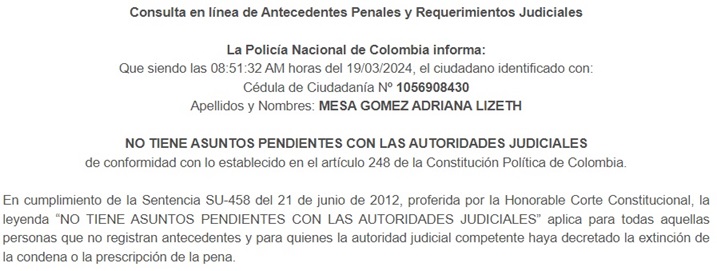 Consulta en línea de Antecedentes Penales y Requerimientos Judiciales
La Policía Nacional de Colombia informa:
Que siendo las 08:51:32 AM horas del 19/03/2024, el ciudadano identificado con:
Cédula de Ciudadanía Nº 1056908430
Apellidos y Nombres: MESA GOMEZ ADRIANA LIZETH
NO TIENE ASUNTOS PENDIENTES CON LAS AUTORIDADES JUDICIALES
de conformidad con lo establecido en el artículo 248 de la Constitución Política de Colombia.
En cumplimiento de la Sentencia SU-458 del 21 de junio de 2012, proferida por la Honorable Corte Constitucional, la
leyenda “NO TIENE ASUNTOS PENDIENTES CON LAS AUTORIDADES JUDICIALES” aplica para todas aquellas
personas que no registran antecedentes y para quienes la autoridad judicial competente haya decretado la extinción de
la condena o la prescripción de la pena.